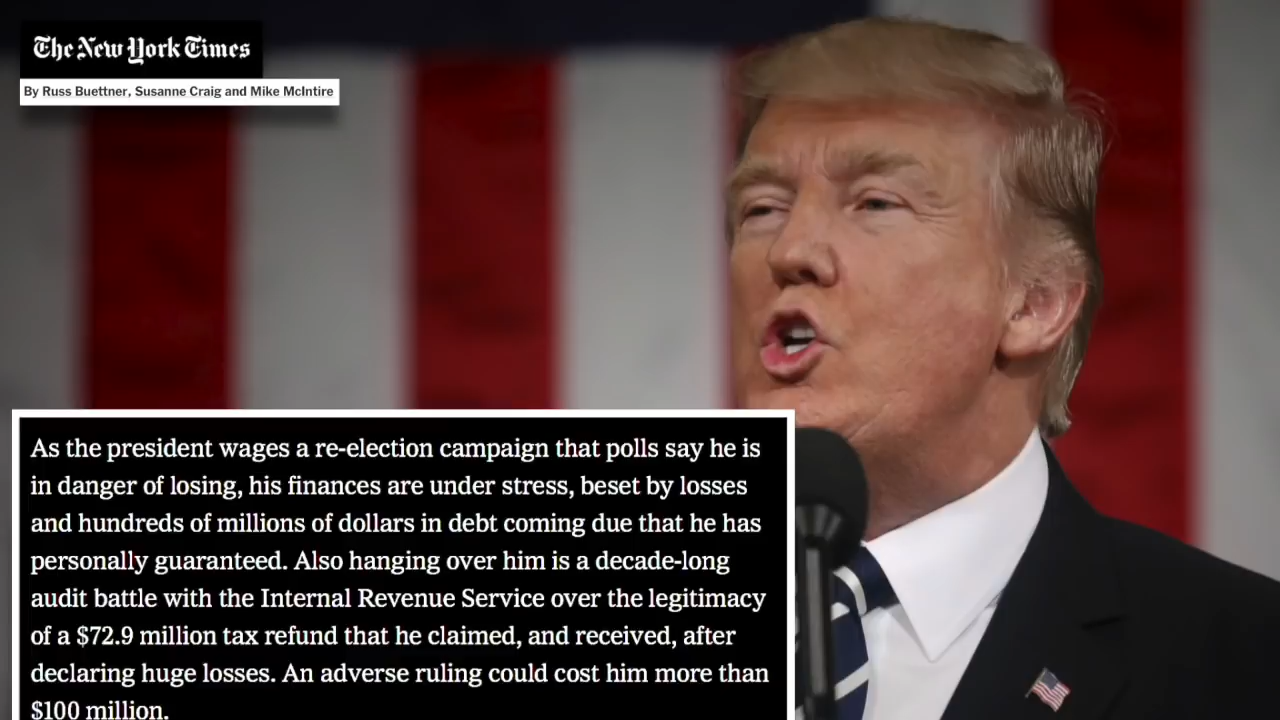 The New York Times
By Russ Buettner, Susanne Craig and Mike McIntire
As the president wages a re-election campaign that polls say he is
in danger of losing, his finances are under stress, beset by losses
and hundreds of millions of dollars in debt coming due that he has
personally guaranteed. Also hanging over him is a decade-long
audit battle with the Internal Revenue Service over the legitimacy
of a $72.9 million tax refund that he claimed, and received, after
declaring huge losses. An adverse ruling could cost him more than
$100 million.